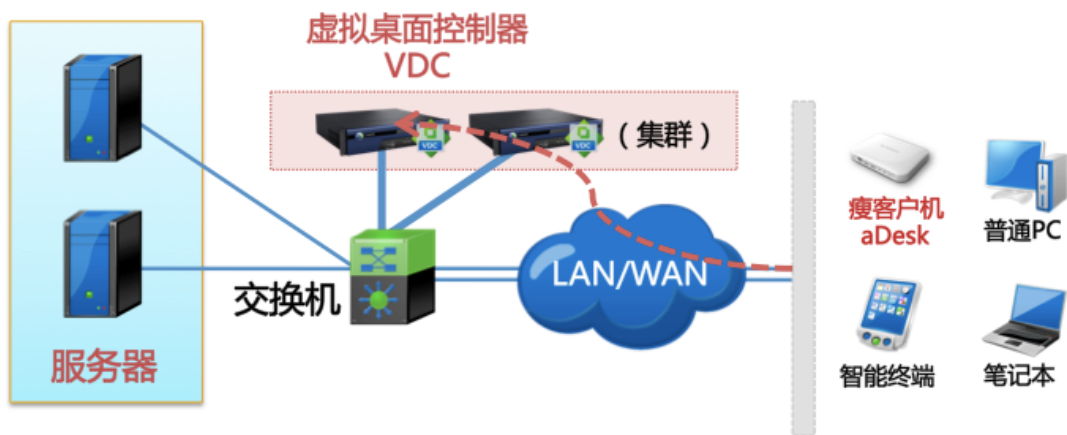 虚拟桌面控制器
VDC
VDC
VDC
（集群）
LAN/WAN
交换机
服务器
瘦客户机
aDesk
普通PC
智能终端
笔记本